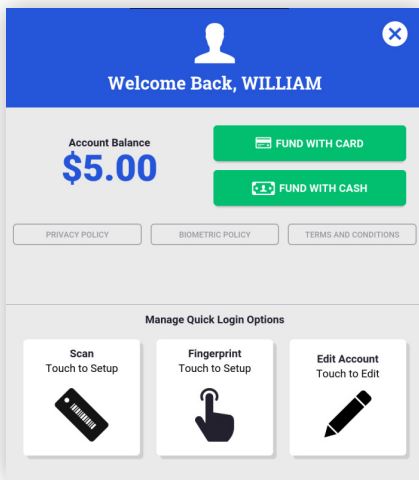 Welcome Back, WILLIAM
Account Balance
$5.00
FUND WITH CARD
FUND WITH CASH
PRIVACY POLICY
BIOMETRIC POLICY
TERMS AND CONDITIONS
Manage Quick Login Options
Scan
Touch to Setup
Fingerprint
Touch to Setup
Edit Account
Touch to Edit